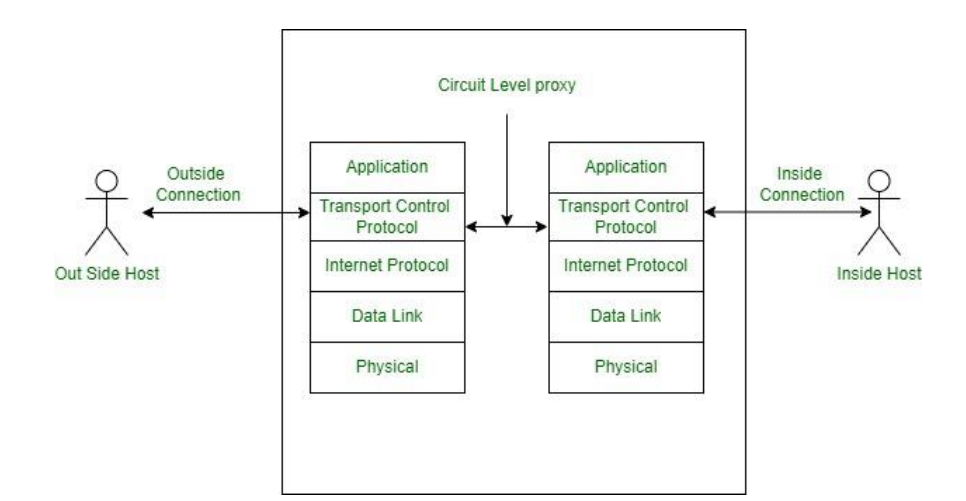 Circuit Level proxy
Outside
Connection
Out Side Host
Application
Transport Control
Protocol
Internet Protocol
Data Link
Physical
Application
Transport Control
Protocol
Internet Protocol
Data Link
Physical
Inside
Connection
Inside Host